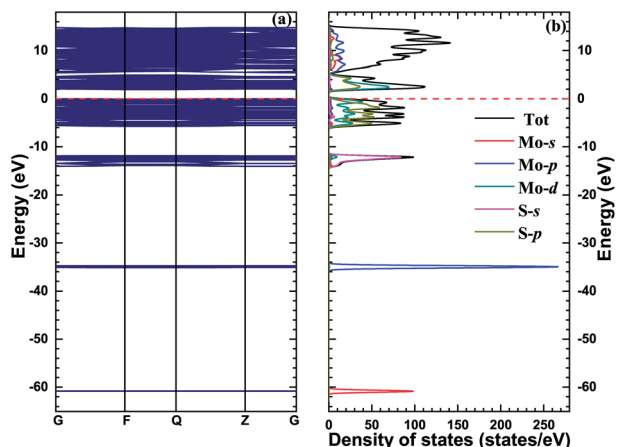 (a)
(b)
10
0
-10
-20
-30
-40
-50
-60
Energy (eV)
G F Q Z G
10
0
-10
-20
-30
-40
-50
-60
Tot
Mo-s
Mo-p
Mo-d
S-s
S-p
Energy (eV)
0 50 100 150 200 250
Density of states (states/eV)